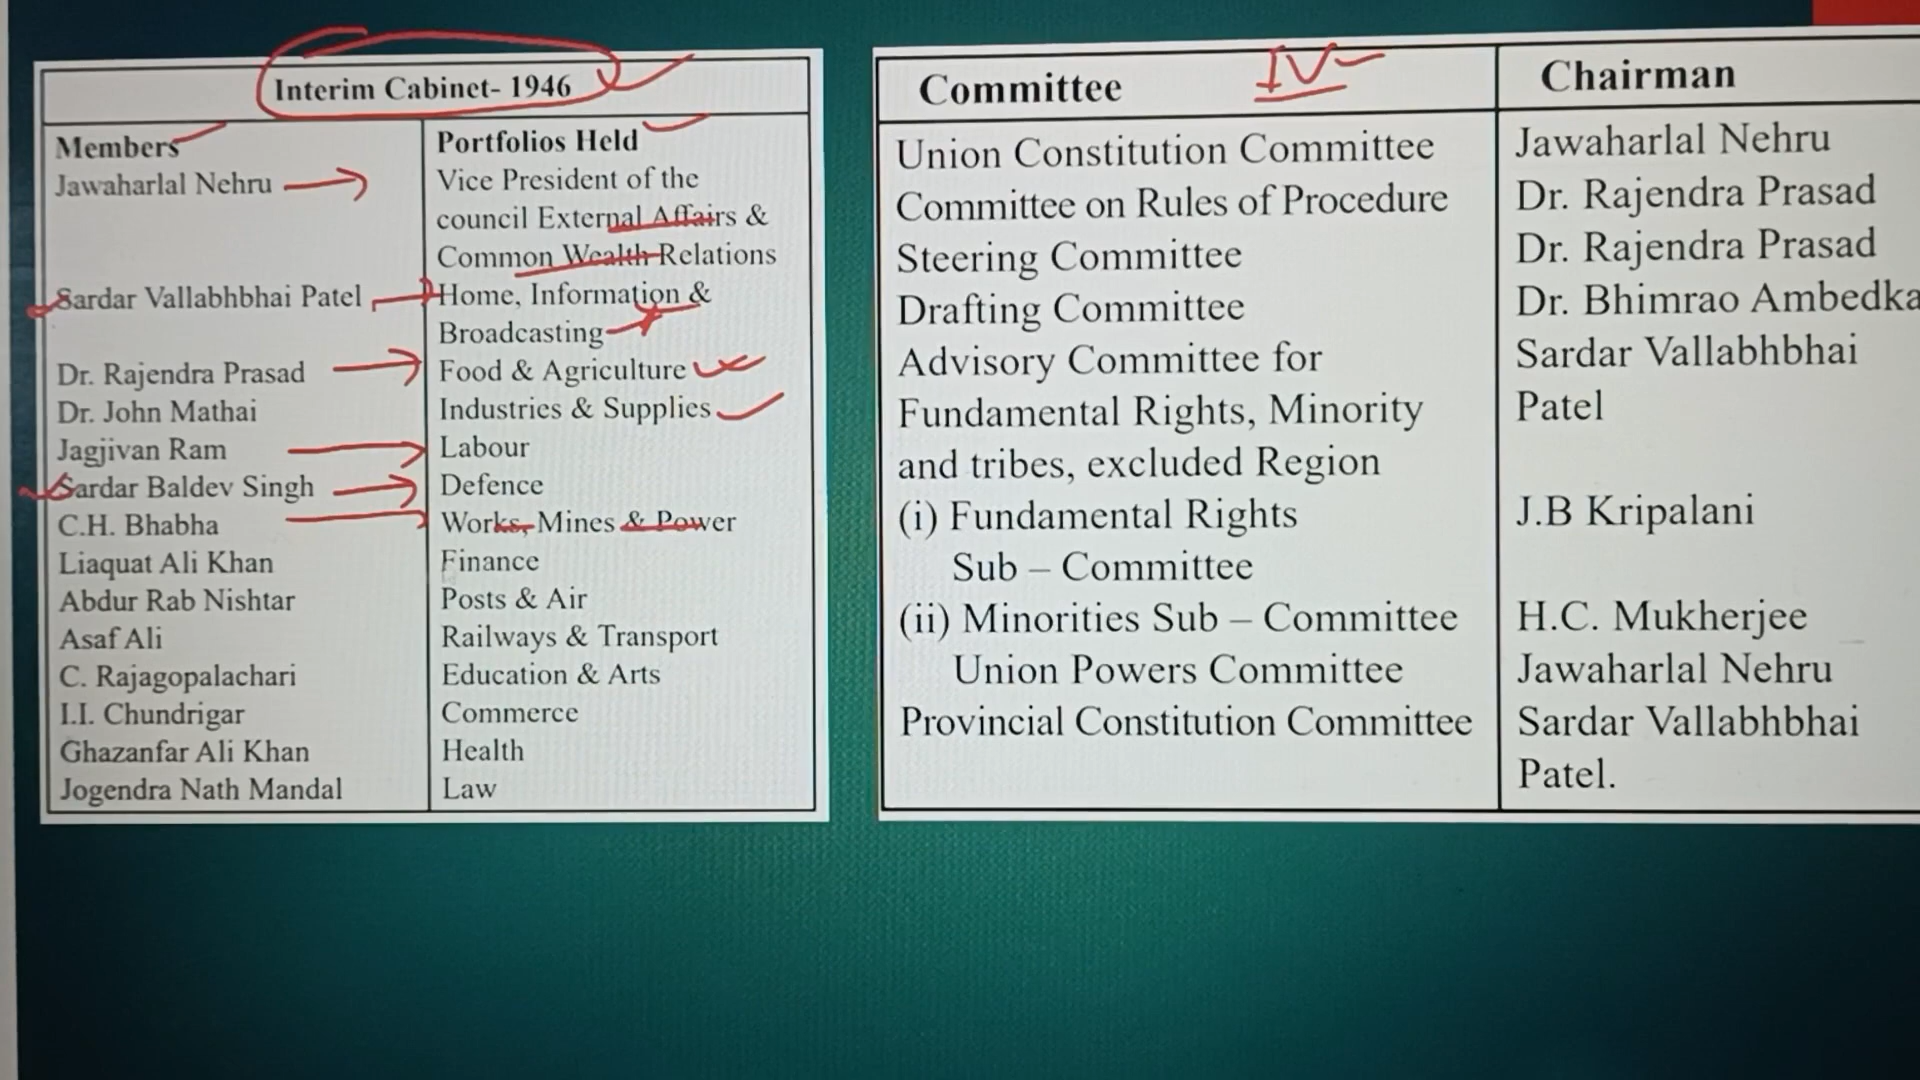 Interim Cabinet- 1946
Members
Portfolios Held
Jawaharlal Nehru
Vice President of the
council External Affairs &
Common Wealth Relations
Sardar Vallabhbhai Patel
Home, Information &
Broadcasting
Dr. Rajendra Prasad
Food & Agriculture
Dr. John Mathai
Industries & Supplies
Jagjivan Ram
Labour
Sardar Baldev Singh
Defence
C.H. Bhabha
Works, Mines & Power
Liaquat Ali Khan
Finance
Abdur Rab Nishtar
Posts & Air
Asaf Ali
Railways & Transport
C. Rajagopalachari
Education & Arts
I.I. Chundrigar
Commerce
Ghazanfar Ali Khan
Health
Jogendra Nath Mandal
Law
Committee
IV
Chairman
Union Constitution Committee
Jawaharlal Nehru
Committee on Rules of Procedure
Dr. Rajendra Prasad
Steering Committee
Dr. Rajendra Prasad
Drafting Committee
Dr. Bhimrao Ambedka
Advisory Committee for
Sardar Vallabhbhai
Fundamental Rights, Minority
Patel
and tribes, excluded Region
(i) Fundamental Rights
J.B Kripalani
Sub – Committee
(ii) Minorities Sub – Committee
H.C. Mukherjee
Union Powers Committee
Jawaharlal Nehru
Provincial Constitution Committee
Sardar Vallabhbhai
Patel.